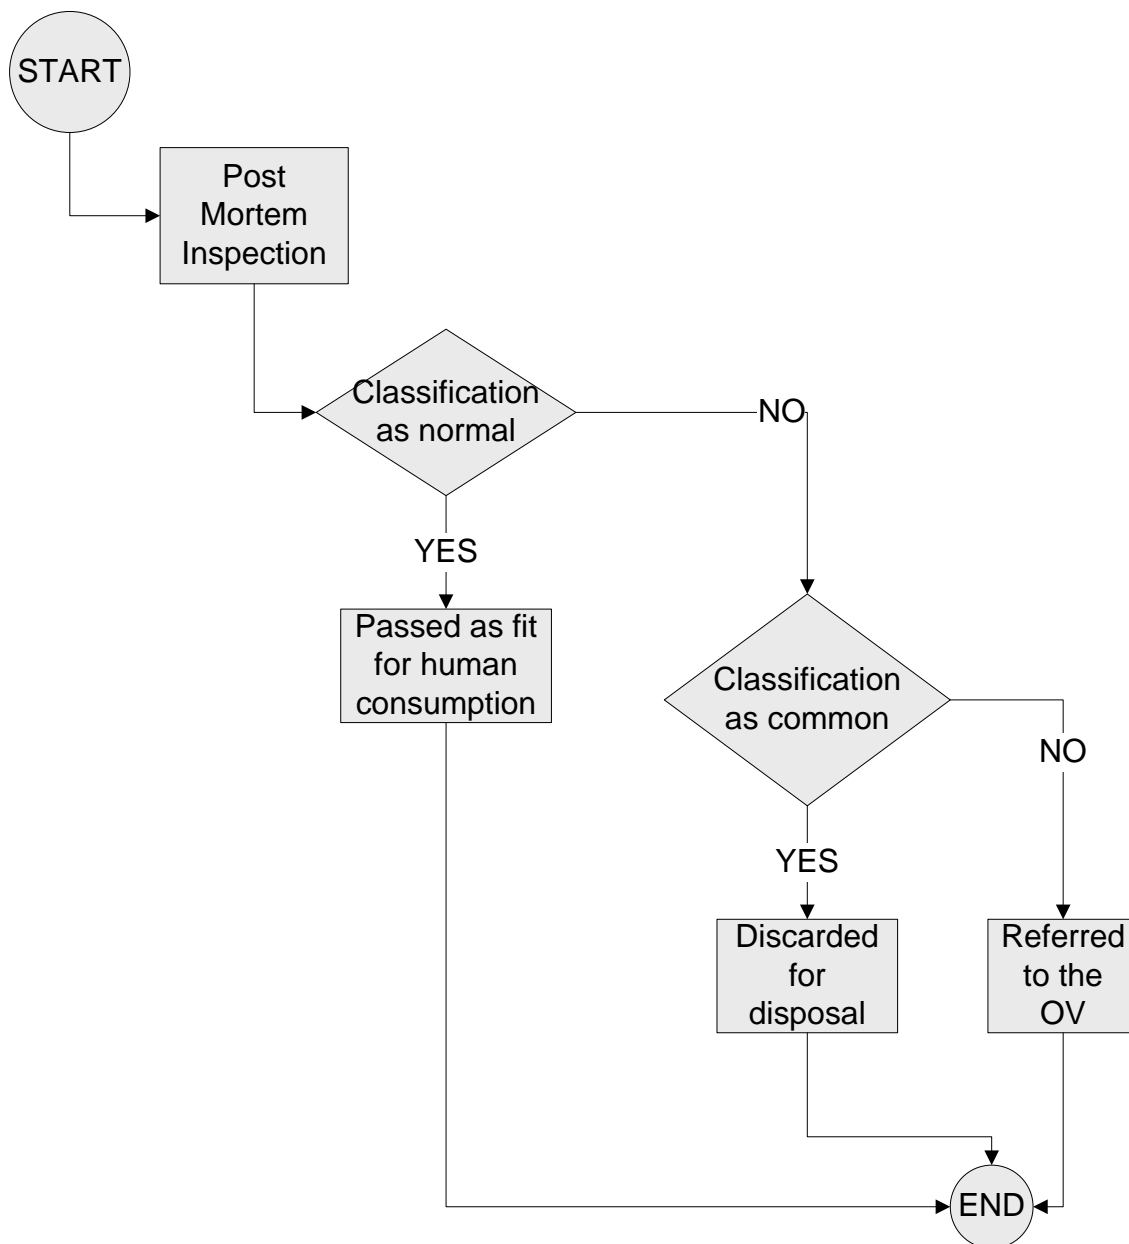 START
Post
Mortem
Inspection
Classification
as normal
NO
YES
Passed as fit
for human
consumption
Classification
as common
NO
YES
Discarded
for
disposal
Referred
to the
OV
END